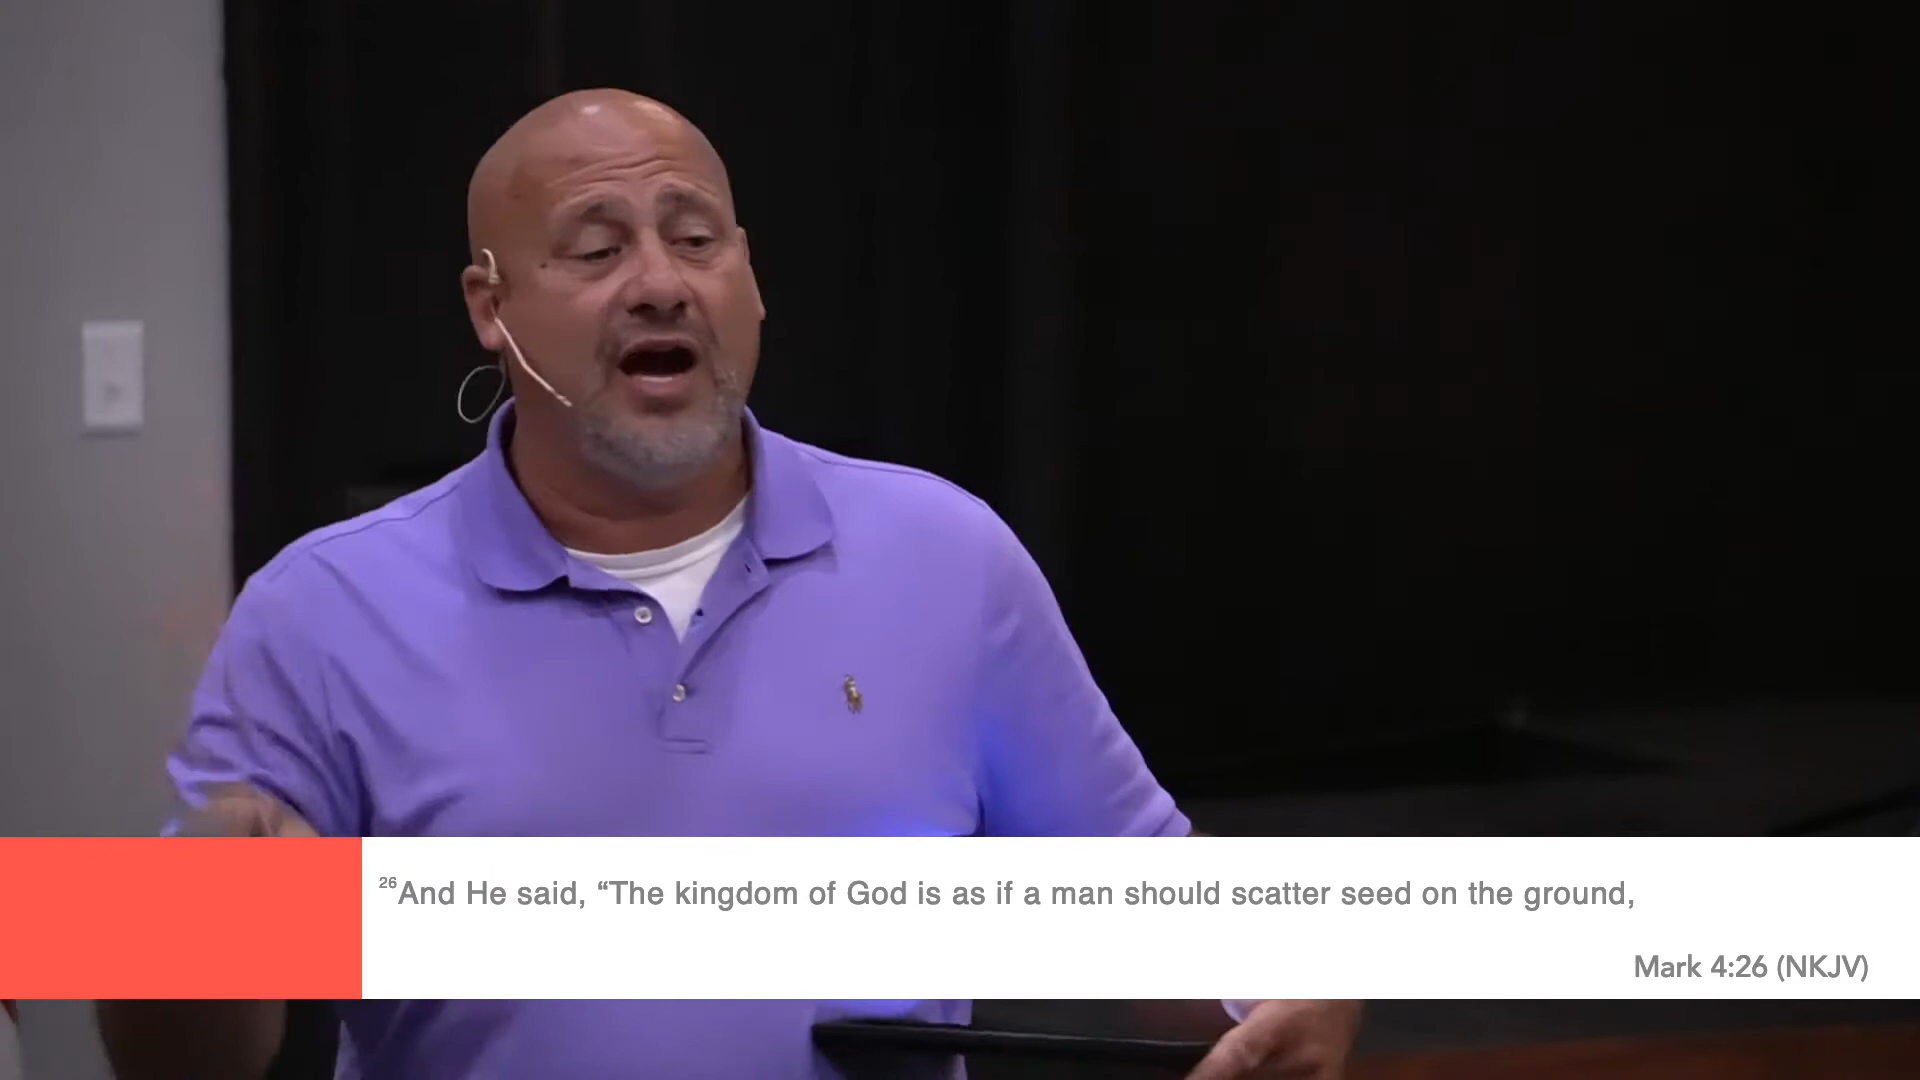 26And He said, “The kingdom of God is as if a man should scatter seed on the ground,
Mark 4:26 (NKJV)